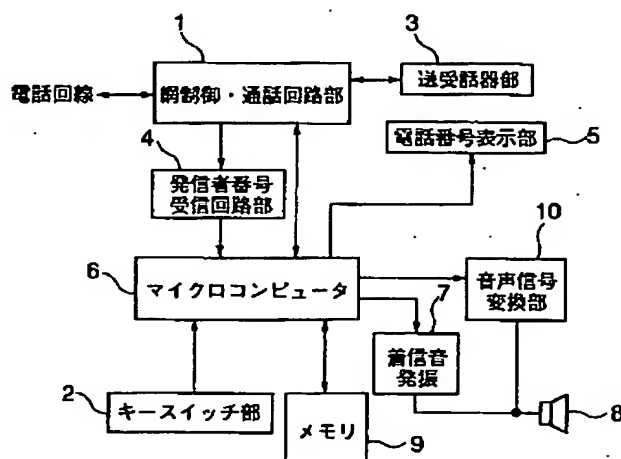 1
3
電話回線
網制御・通話回路部
送受話器部
4
電話番号表示部
5
発信者番号
受信回路部
10
6
マイクロコンピュータ
音声信号
変換部
7
着信音
発振
2
キースイッチ部
メモリ
9
8